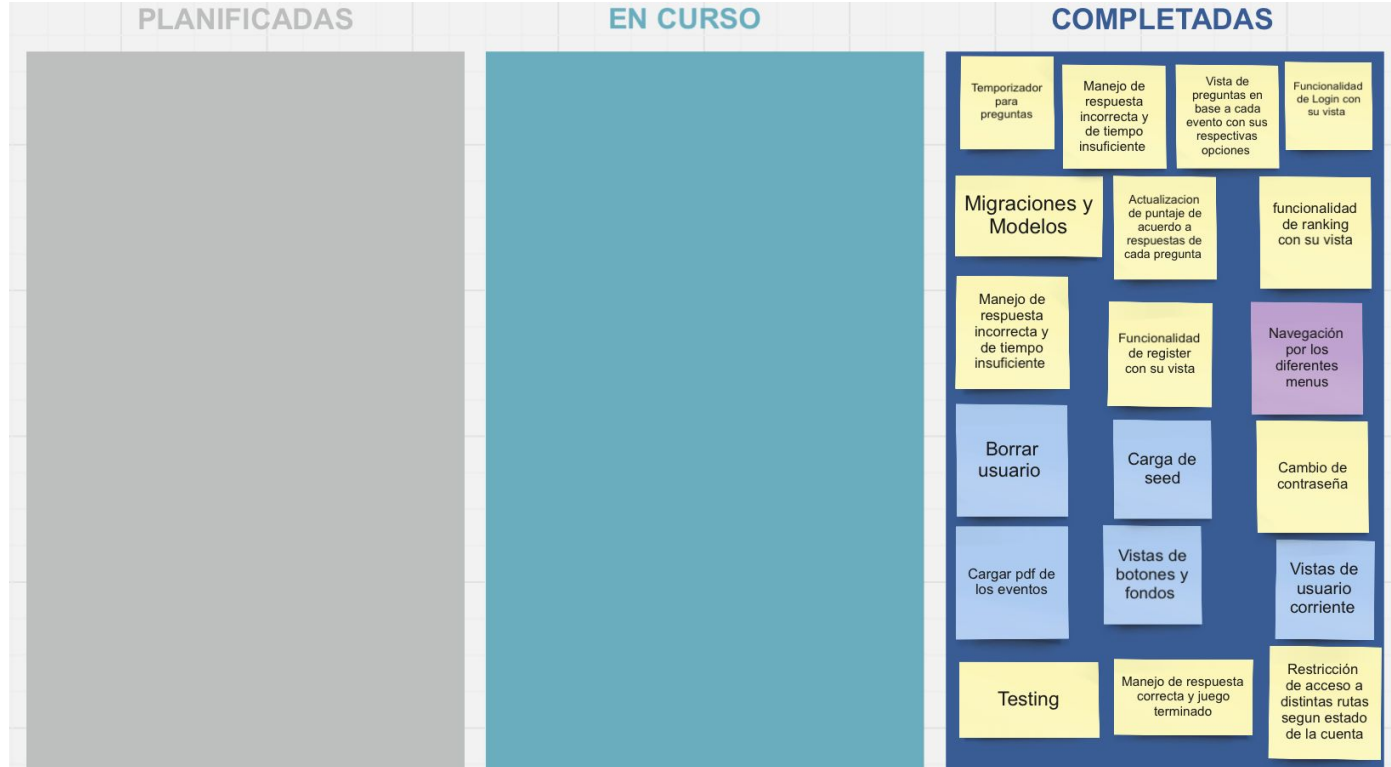 PLANIFICADAS
EN CURSO
COMPLETADAS
Temporizador
para
preguntas
Manejo de
respuesta
incorrecta y
de tiempo
insuficiente
Vista de
preguntas en
base a cada
evento con sus
respectivas
opciones
Funcionalidad
de Login con
su vista
Migraciones y
Modelos
Actualizacion
de puntaje de
acuerdo a
respuestas de
cada pregunta
funcionalidad
de ranking
con su vista
Manejo de
respuesta
incorrecta y
de tiempo
insuficiente
Funcionalidad
de register
con su vista
Navegación
por los
diferentes
menus
Borrar
usuario
Carga de
seed
Cambio de
contraseña
Cargar pdf de
los eventos
Vistas de
botones y
fondos
Vistas de
usuario
corriente
Testing
Manejo de respuesta
correcta y juego
terminado
Restricción
de acceso a
distintas rutas
segun estado
de la cuenta